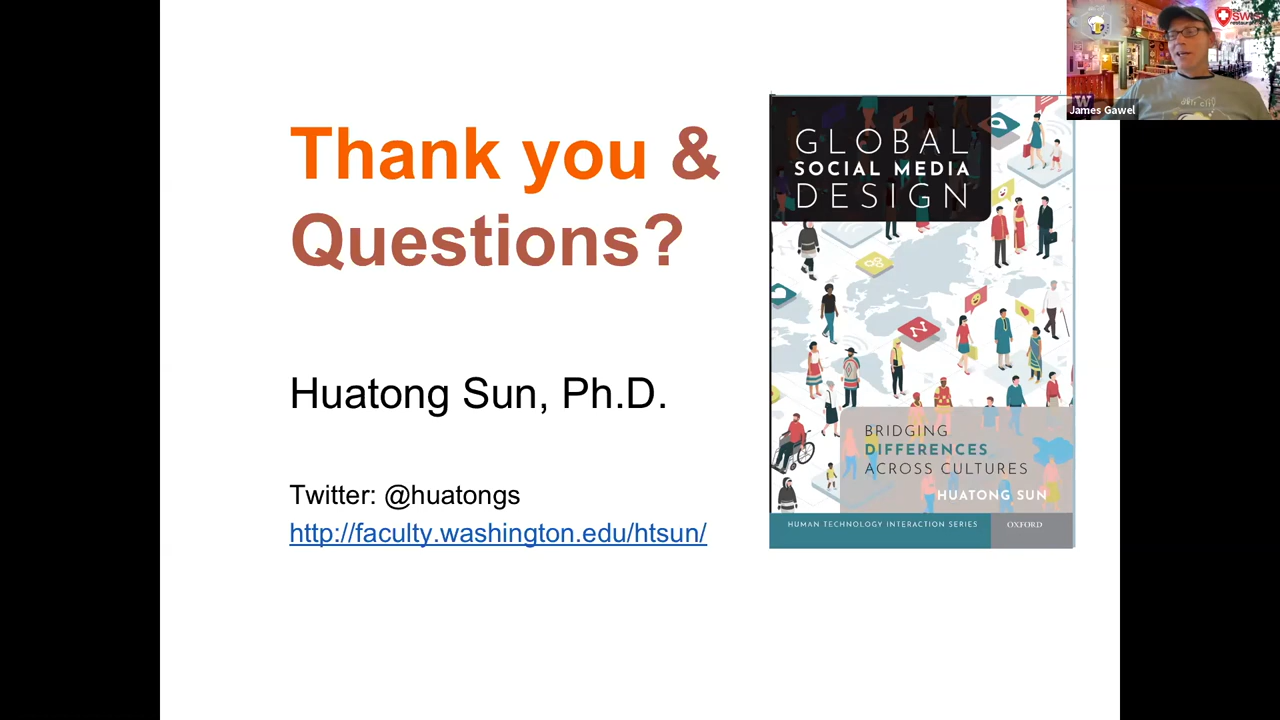 Thank you &
Questions?
Huatong Sun, Ph.D.
Twitter: @huatongs
http://faculty.washington.edu/htsun/
GLOBAL
SOCIAL MEDIA
DESIGN
BRIDGING
DIFFERENCES
ACROSS CULTURES
HUATONG SUN
HUMAN TECHNOLOGY INTERACTION SERIES
OXFORD
James Gawel
W